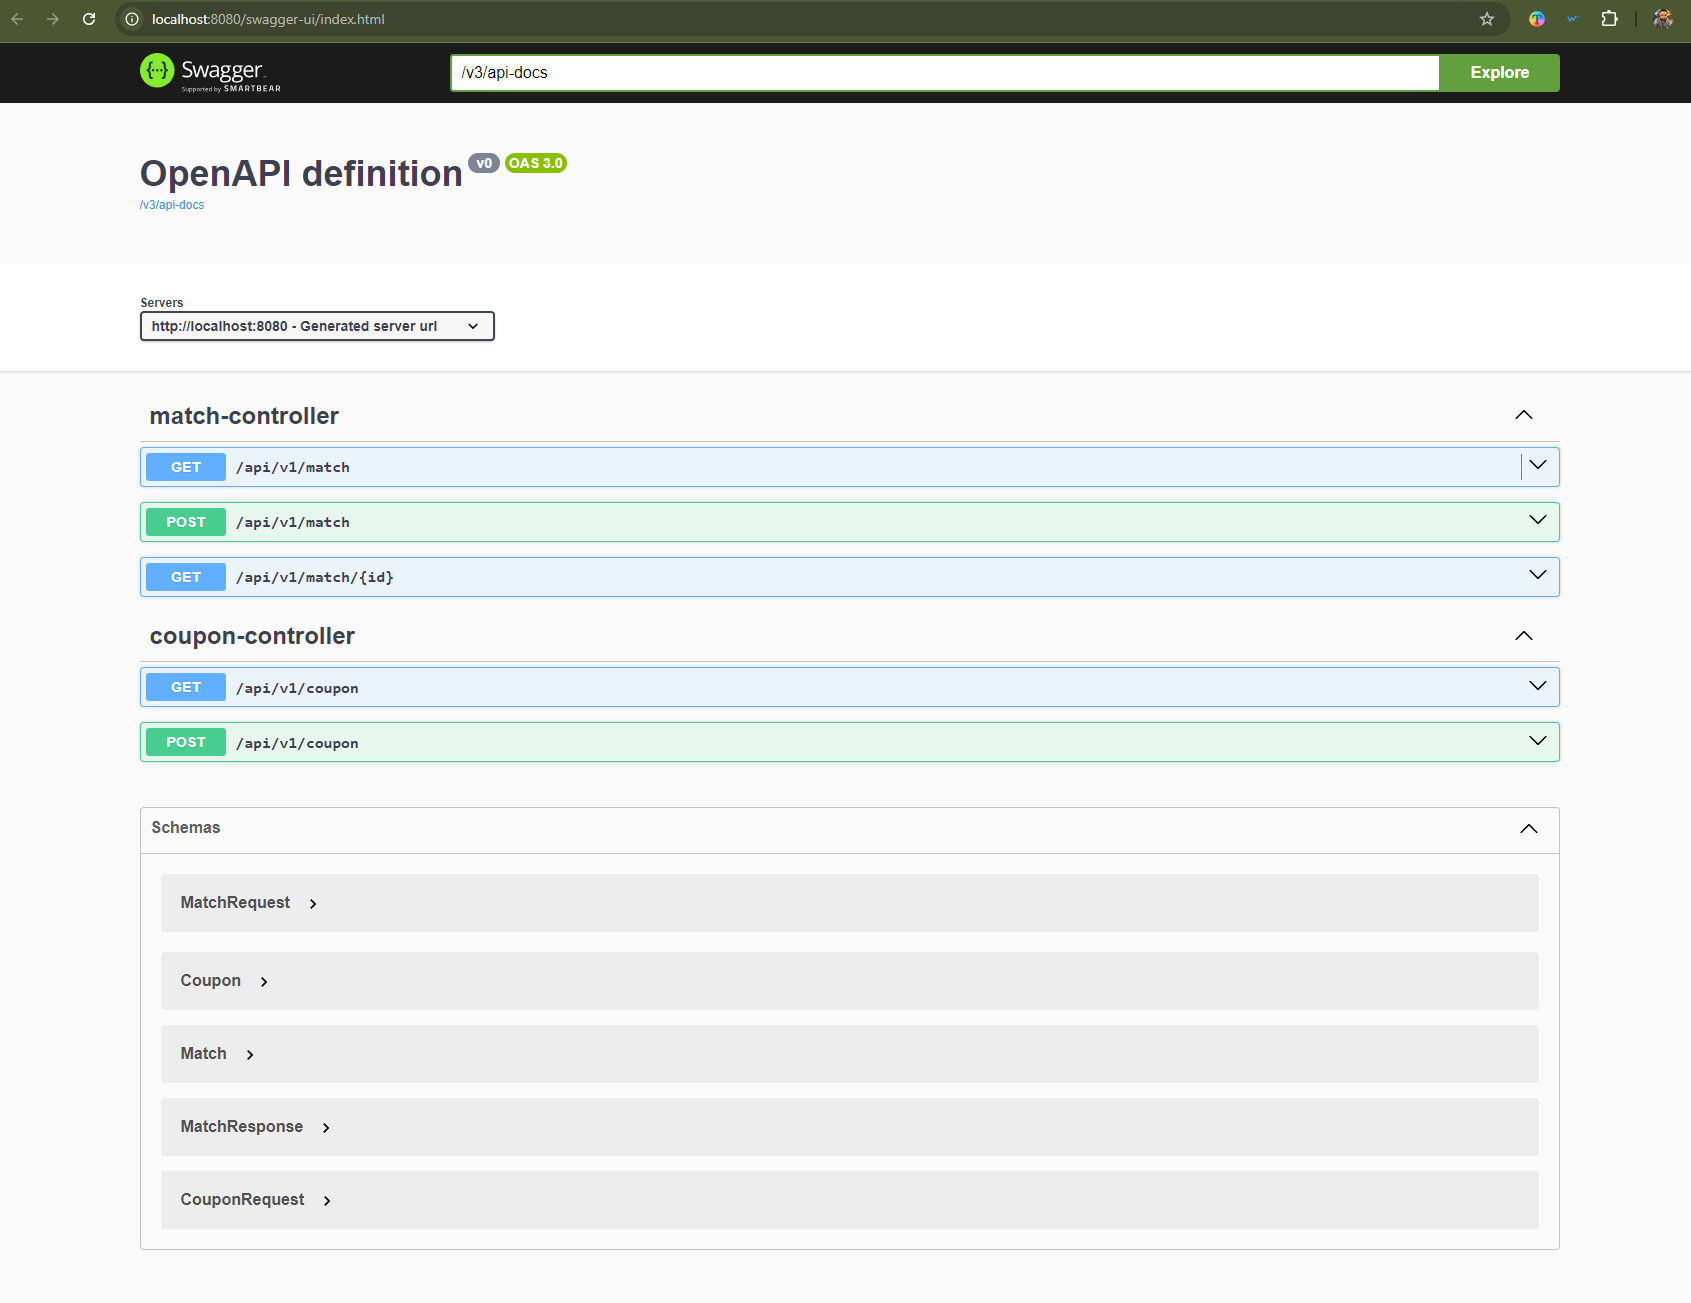 localhost:8080/swagger-ui/index.html
Swagger
Supported by SMARTBEAR
/v3/api-docs
Explore
OpenAPI definition v0 OAS 3.0
/v3/api-docs
Servers
http://localhost:8080 - Generated server url
match-controller
GET /api/v1/match
POST /api/v1/match
GET /api/v1/match/{id}
coupon-controller
GET /api/v1/coupon
POST /api/v1/coupon
Schemas
MatchRequest
Coupon
Match
MatchResponse
CouponRequest